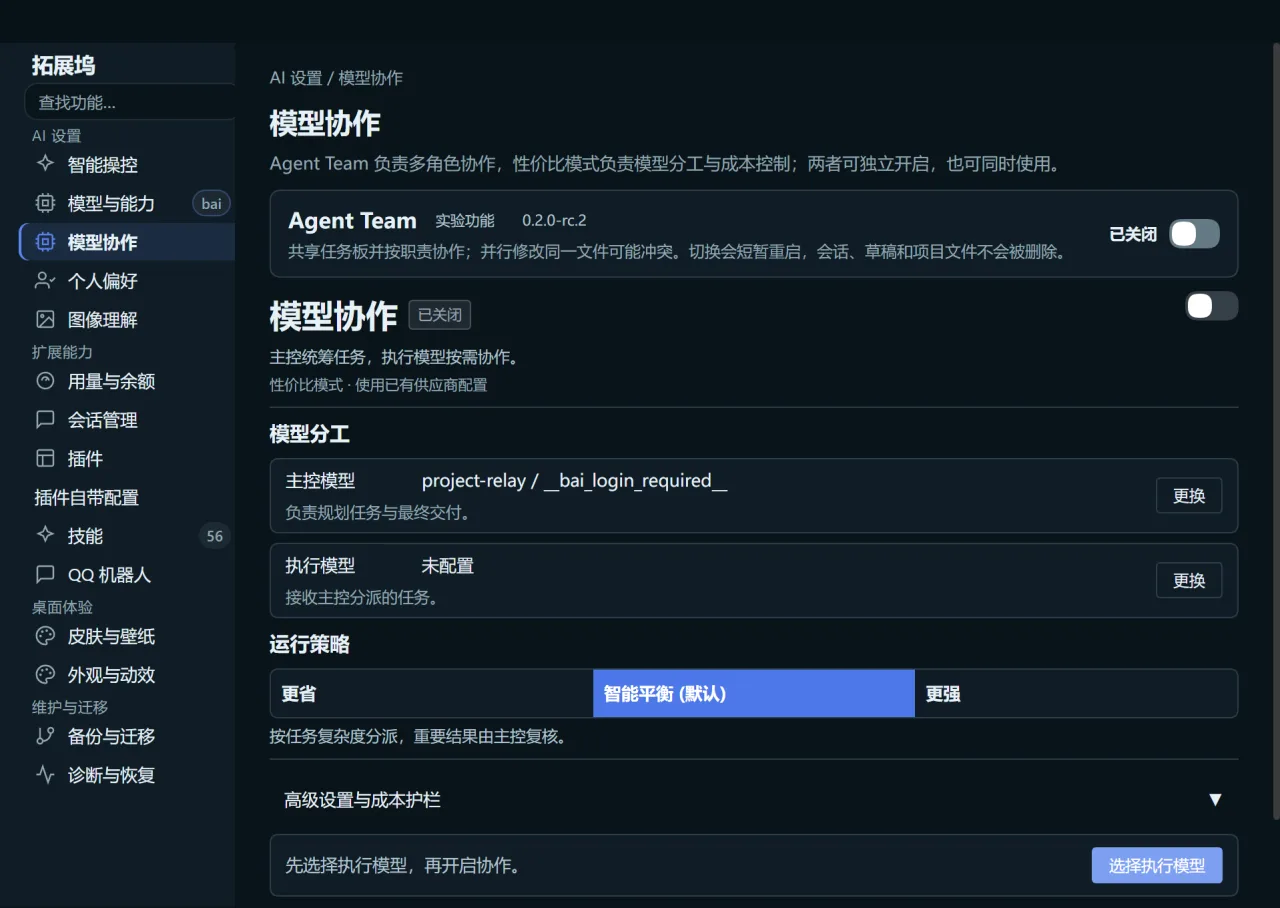 拓展坞
查找功能...
AI 设置
智能操控
模型与能力 bai
模型协作
个人偏好
图像理解
扩展能力
用量与余额
会话管理
插件
插件自带配置
技能 56
QQ 机器人
桌面体验
皮肤与壁纸
外观与动效
维护与迁移
备份与迁移
诊断与恢复
AI 设置 / 模型协作
模型协作
Agent Team 负责多角色协作，性价比模式负责模型分工与成本控制；两者可独立开启，也可同时使用。
Agent Team 实验功能 0.2.0-rc.2
共享任务板并按职责协作；并行修改同一文件可能冲突。切换会短暂重启，会话、草稿和项目文件不会被删除。
已关闭
模型协作 已关闭
主控统筹任务，执行模型按需协作。
性价比模式 · 使用已有供应商配置
模型分工
主控模型 project-relay / __bai_login_required__
负责规划任务与最终交付。
更换
执行模型 未配置
接收主控分派的任务。
更换
运行策略
更省 智能平衡 (默认) 更强
按任务复杂度分派，重要结果由主控复核。
高级设置与成本护栏 ▼
先选择执行模型，再开启协作。
选择执行模型